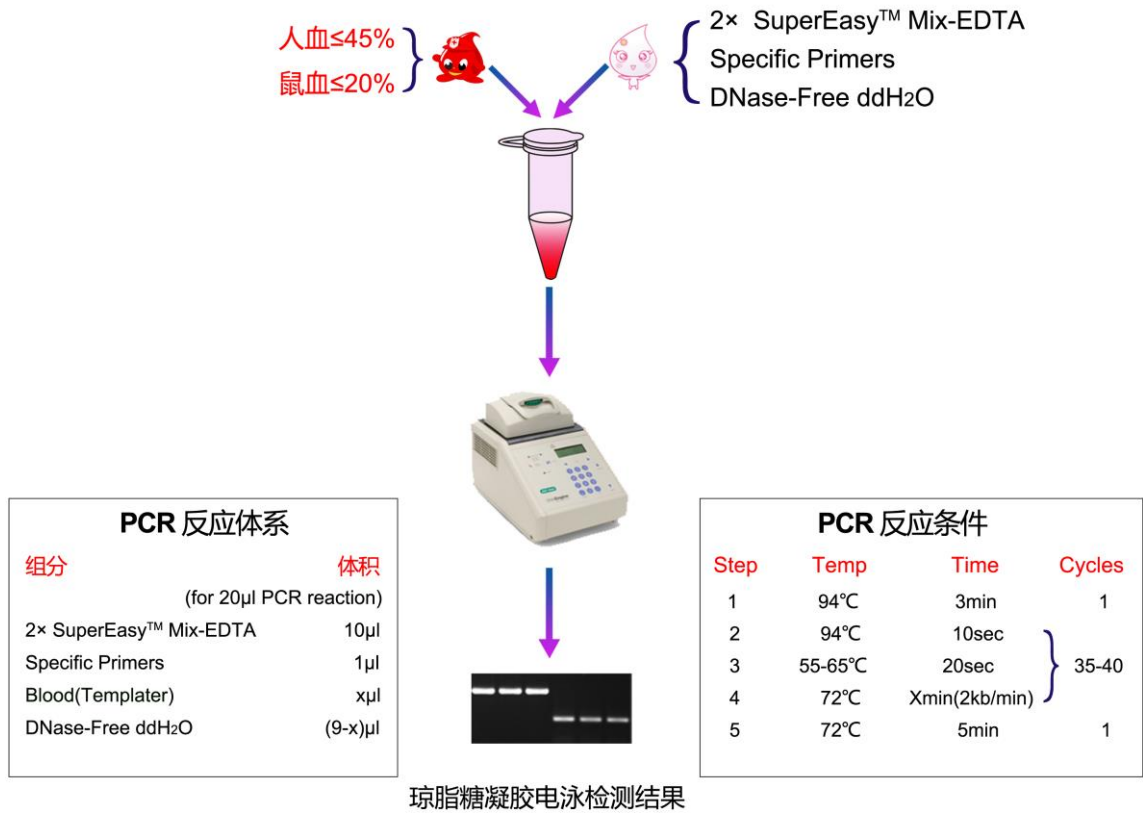 人血≤45%
鼠血≤20%
2× SuperEasy™ Mix-EDTA
Specific Primers
DNase-Free ddH₂O
PCR 反应体系
组分 体积
(for 20μl PCR reaction)
2× SuperEasy™ Mix-EDTA 10μl
Specific Primers 1μl
Blood(Templater) xμl
DNase-Free ddH₂O (9-x)μl
PCR 反应条件
Step Temp Time Cycles
1 94℃ 3min 1
2 94℃ 10sec
3 55-65℃ 20sec 35-40
4 72℃ Xmin(2kb/min)
5 72℃ 5min 1
琼脂糖凝胶电泳检测结果